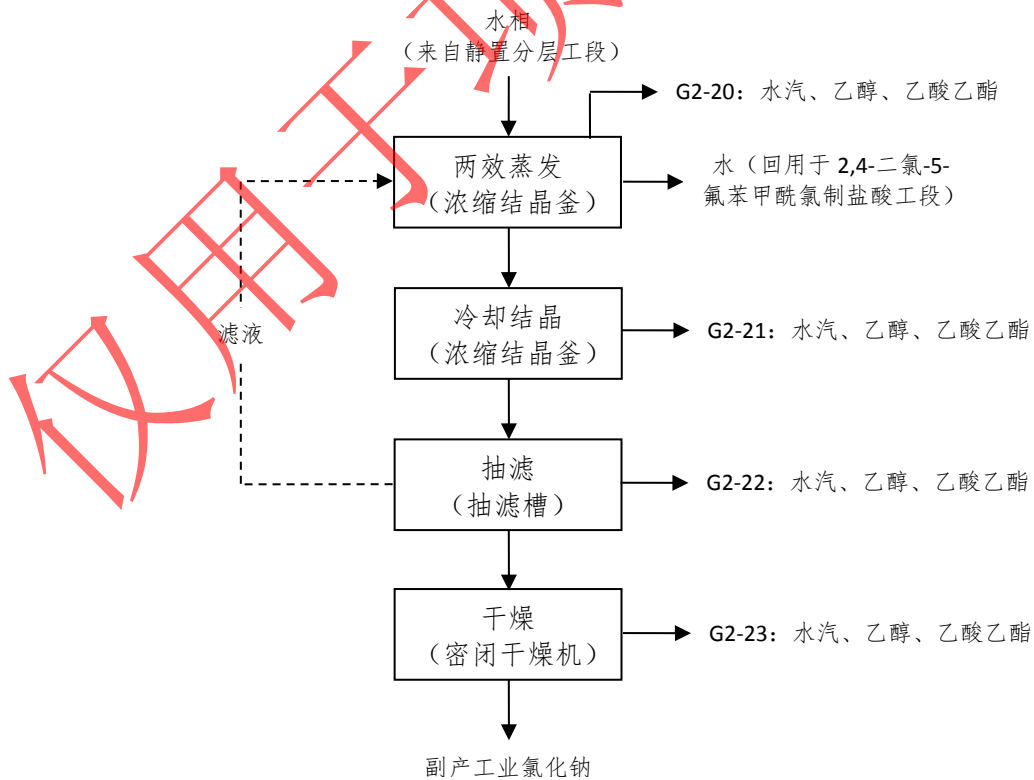 水相
（来自静置分层工段）
G2-20：水汽、乙醇、乙酸乙酯
两效蒸发
（浓缩结晶釜）
水（回用于 2,4-二氯-5-
氟苯甲酰氯制盐酸工段）
冷却结晶
（浓缩结晶釜）
G2-21：水汽、乙醇、乙酸乙酯
滤液
抽滤
（抽滤槽）
G2-22：水汽、乙醇、乙酸乙酯
干燥
（密闭干燥机）
G2-23：水汽、乙醇、乙酸乙酯
副产工业氯化钠
仅用于